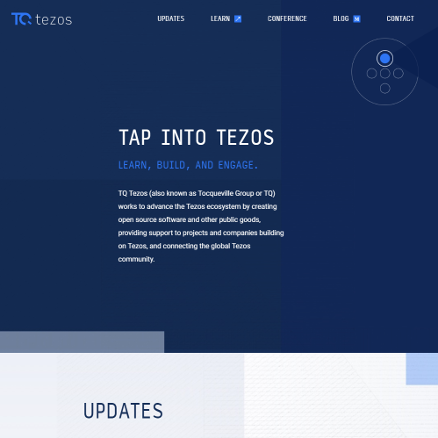 TQ tezos
UPDATES LEARN CONFERENCE BLOG CONTACT
TAP INTO TEZOS
LEARN, BUILD, AND ENGAGE.
TQ Tezos (also known as Tocqueville Group or TQ)
works to advance the Tezos ecosystem by creating
open source software and other public goods,
providing support to projects and companies building
on Tezos, and connecting the global Tezos
community.
UPDATES